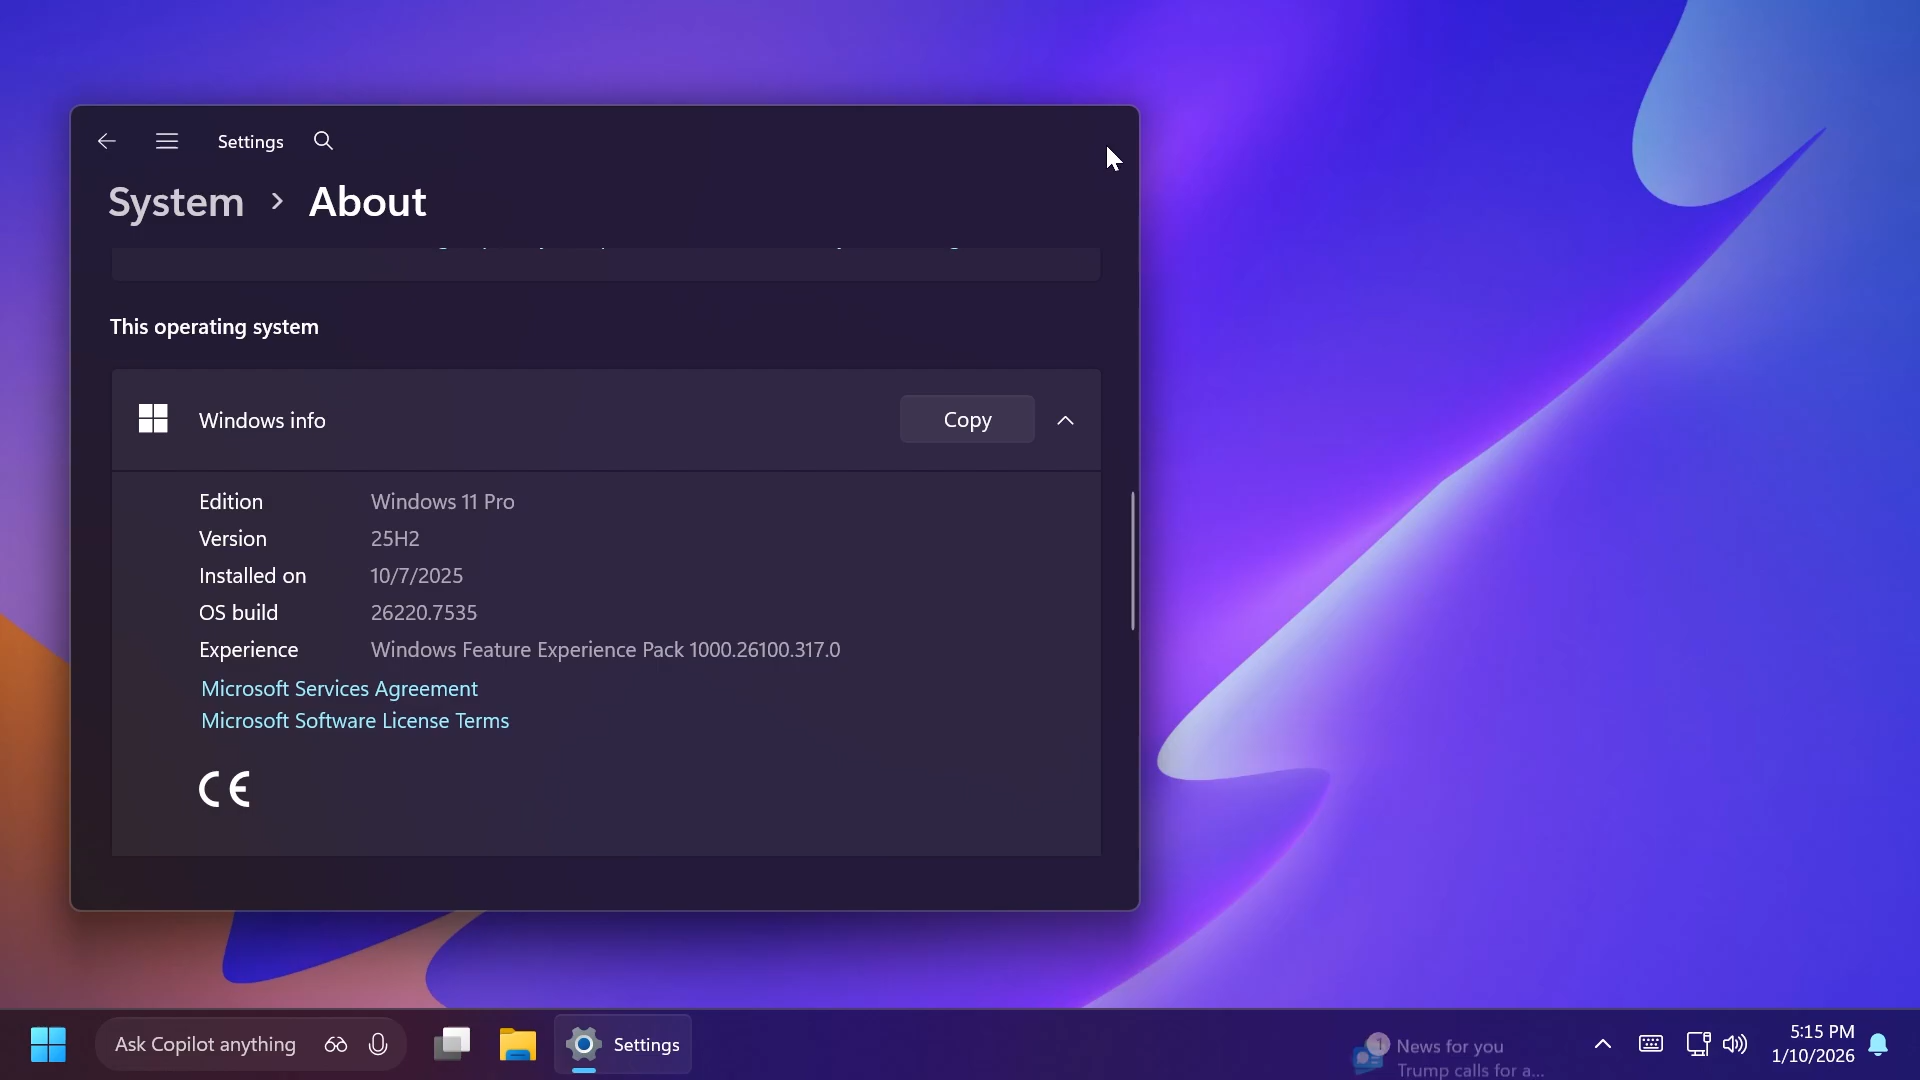 Settings
System > About
This operating system
Windows info
Copy
Edition Windows 11 Pro
Version 25H2
Installed on 10/7/2025
OS build 26220.7535
Experience Windows Feature Experience Pack 1000.26100.317.0
Microsoft Services Agreement
Microsoft Software License Terms
CE
Ask Copilot anything
Settings
1
News for you
Trump calls for a...
5:15 PM
1/10/2026